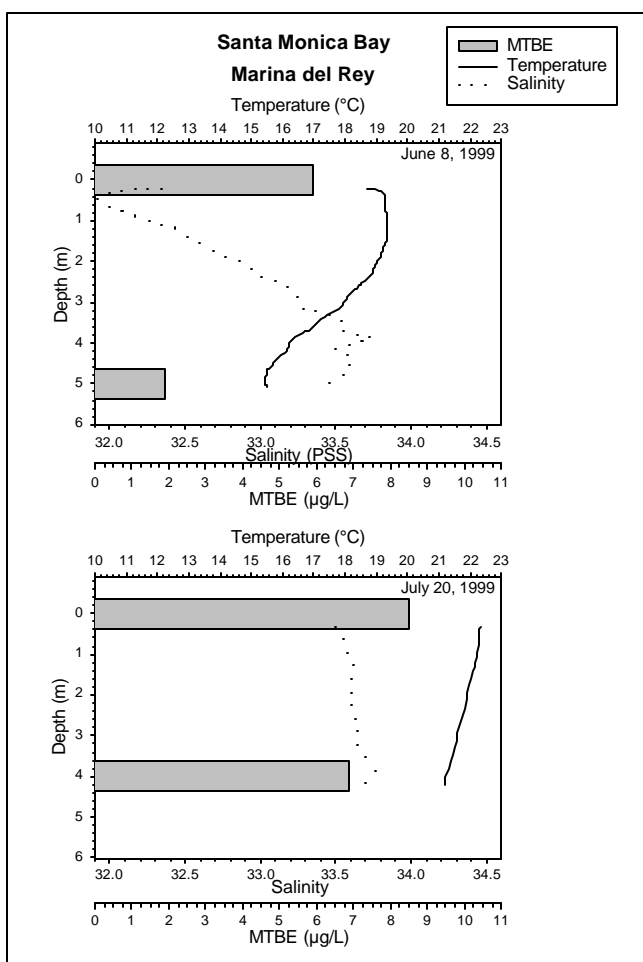 Santa Monica Bay
Marina del Rey
MTBE
Temperature
Salinity
Temperature (°C)
10 11 12 13 14 15 16 17 18 19 20 21 22 23
June 8, 1999
Depth (m)
0
1
2
3
4
5
6
32.0 32.5 33.0 33.5 34.0 34.5
Salinity (PSS)
0 1 2 3 4 5 6 7 8 9 10 11
MTBE (µg/L)
Temperature (°C)
10 11 12 13 14 15 16 17 18 19 20 21 22 23
July 20, 1999
Depth (m)
0
1
2
3
4
5
6
32.0 32.5 33.0 33.5 34.0 34.5
Salinity
0 1 2 3 4 5 6 7 8 9 10 11
MTBE (µg/L)